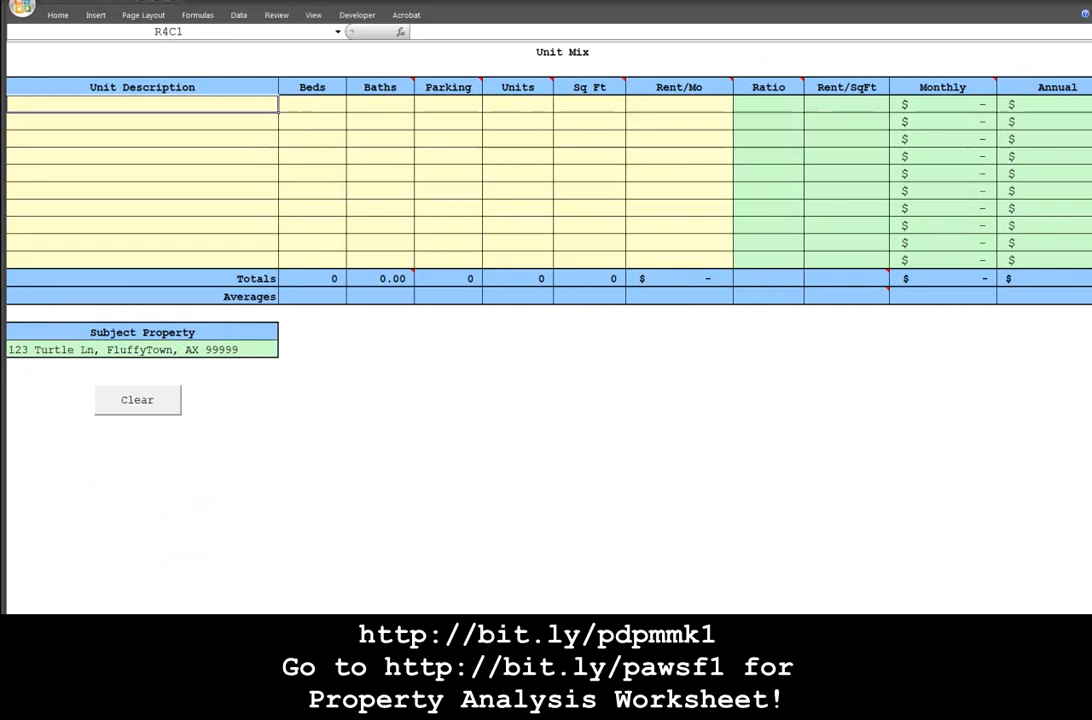 Home Insert Page Layout Formulas Data Review View Developer Acrobat
R4C1 fx
Unit Mix
Unit Description Beds Baths Parking Units Sq Ft Rent/Mo Ratio Rent/SqFt Monthly Annual
$ - $
$ - $
$ - $
$ - $
$ - $
$ - $
$ - $
$ - $
$ - $
$ - $
Totals 0 0.00 0 0 0 $ - $ - $
Averages
Subject Property
123 Turtle Ln, FluffyTown, AX 99999
Clear
http://bit.ly/pdpmmk1
Go to http://bit.ly/pawsf1 for
Property Analysis Worksheet!